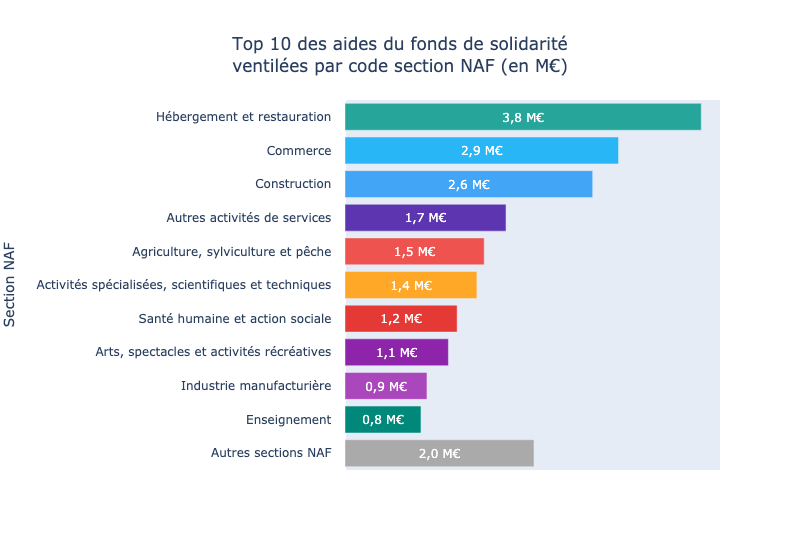 Top 10 des aides du fonds de solidarité
ventilées par code section NAF (en M€)
Section NAF
Hébergement et restauration 3,8 M€
Commerce 2,9 M€
Construction 2,6 M€
Autres activités de services 1,7 M€
Agriculture, sylviculture et pêche 1,5 M€
Activités spécialisées, scientifiques et techniques 1,4 M€
Santé humaine et action sociale 1,2 M€
Arts, spectacles et activités récréatives 1,1 M€
Industrie manufacturière 0,9 M€
Enseignement 0,8 M€
Autres sections NAF 2,0 M€